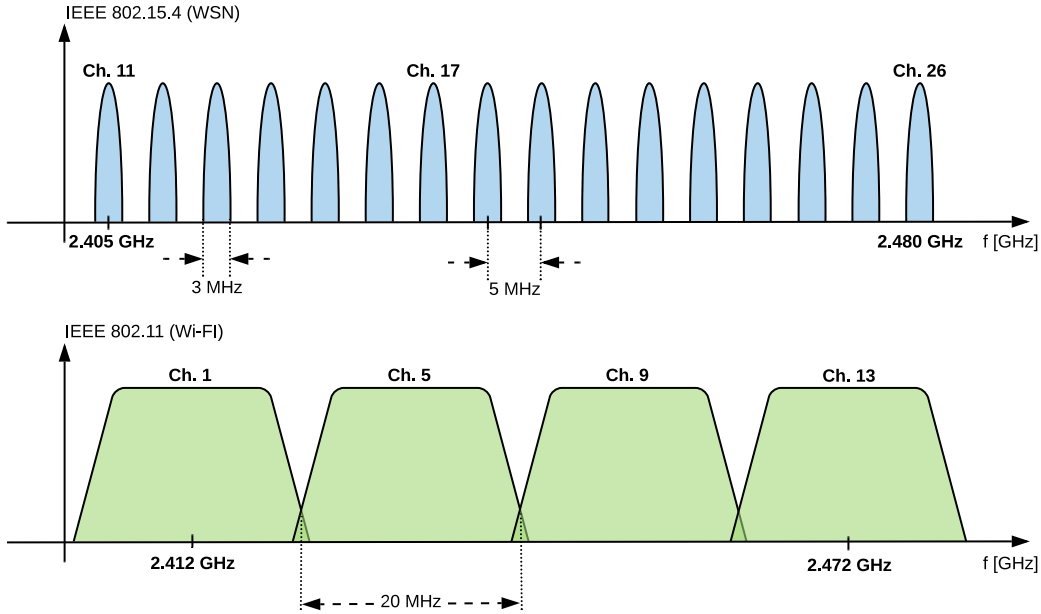 IEEE 802.15.4 (WSN)
Ch. 11
Ch. 17
Ch. 26
2.405 GHz
2.480 GHz
f [GHz]
3 MHz
5 MHz
IEEE 802.11 (Wi-FI)
Ch. 1
Ch. 5
Ch. 9
Ch. 13
2.412 GHz
2.472 GHz
f [GHz]
20 MHz